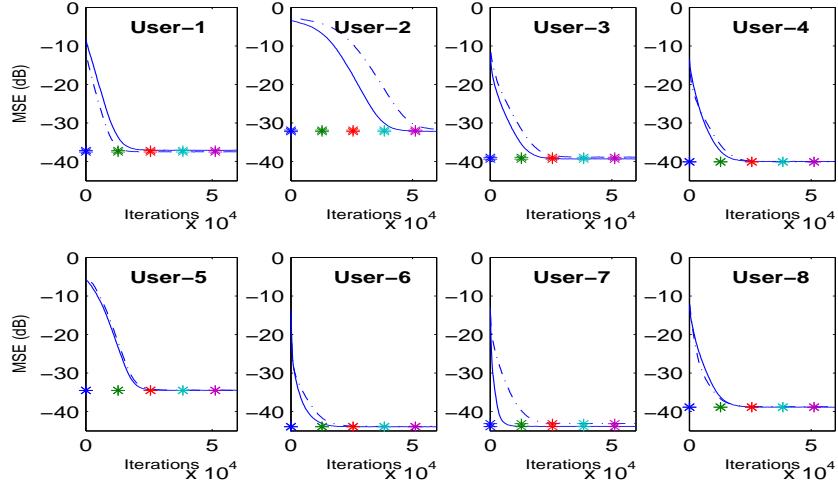 User−1
User−2
User−3
User−4
MSE (dB)
0
−10
−20
−30
−40
0
5
Iterations
x 10^4
0
−10
−20
−30
−40
0
5
Iterations
x 10^4
0
−10
−20
−30
−40
0
5
Iterations
x 10^4
0
−10
−20
−30
−40
0
5
Iterations
x 10^4
User−5
User−6
User−7
User−8
MSE (dB)
0
−10
−20
−30
−40
0
5
Iterations
x 10^4
0
−10
−20
−30
−40
0
5
Iterations
x 10^4
0
−10
−20
−30
−40
0
5
Iterations
x 10^4
0
−10
−20
−30
−40
0
5
Iterations
x 10^4